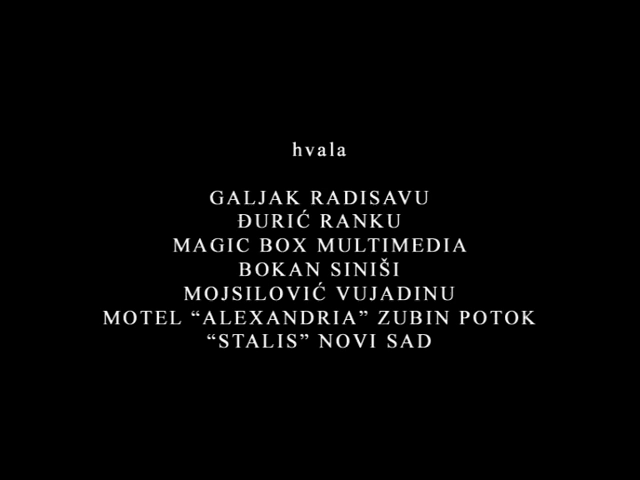 hvala
GALJAK RADISAVU
ĐURIĆ RANKU
MAGIC BOX MULTIMEDIA
BOKAN SINIŠI
MOJSILOVIĆ VUJADINU
MOTEL “ALEXANDRIA” ZUBIN POTOK
“STALIS” NOVI SAD